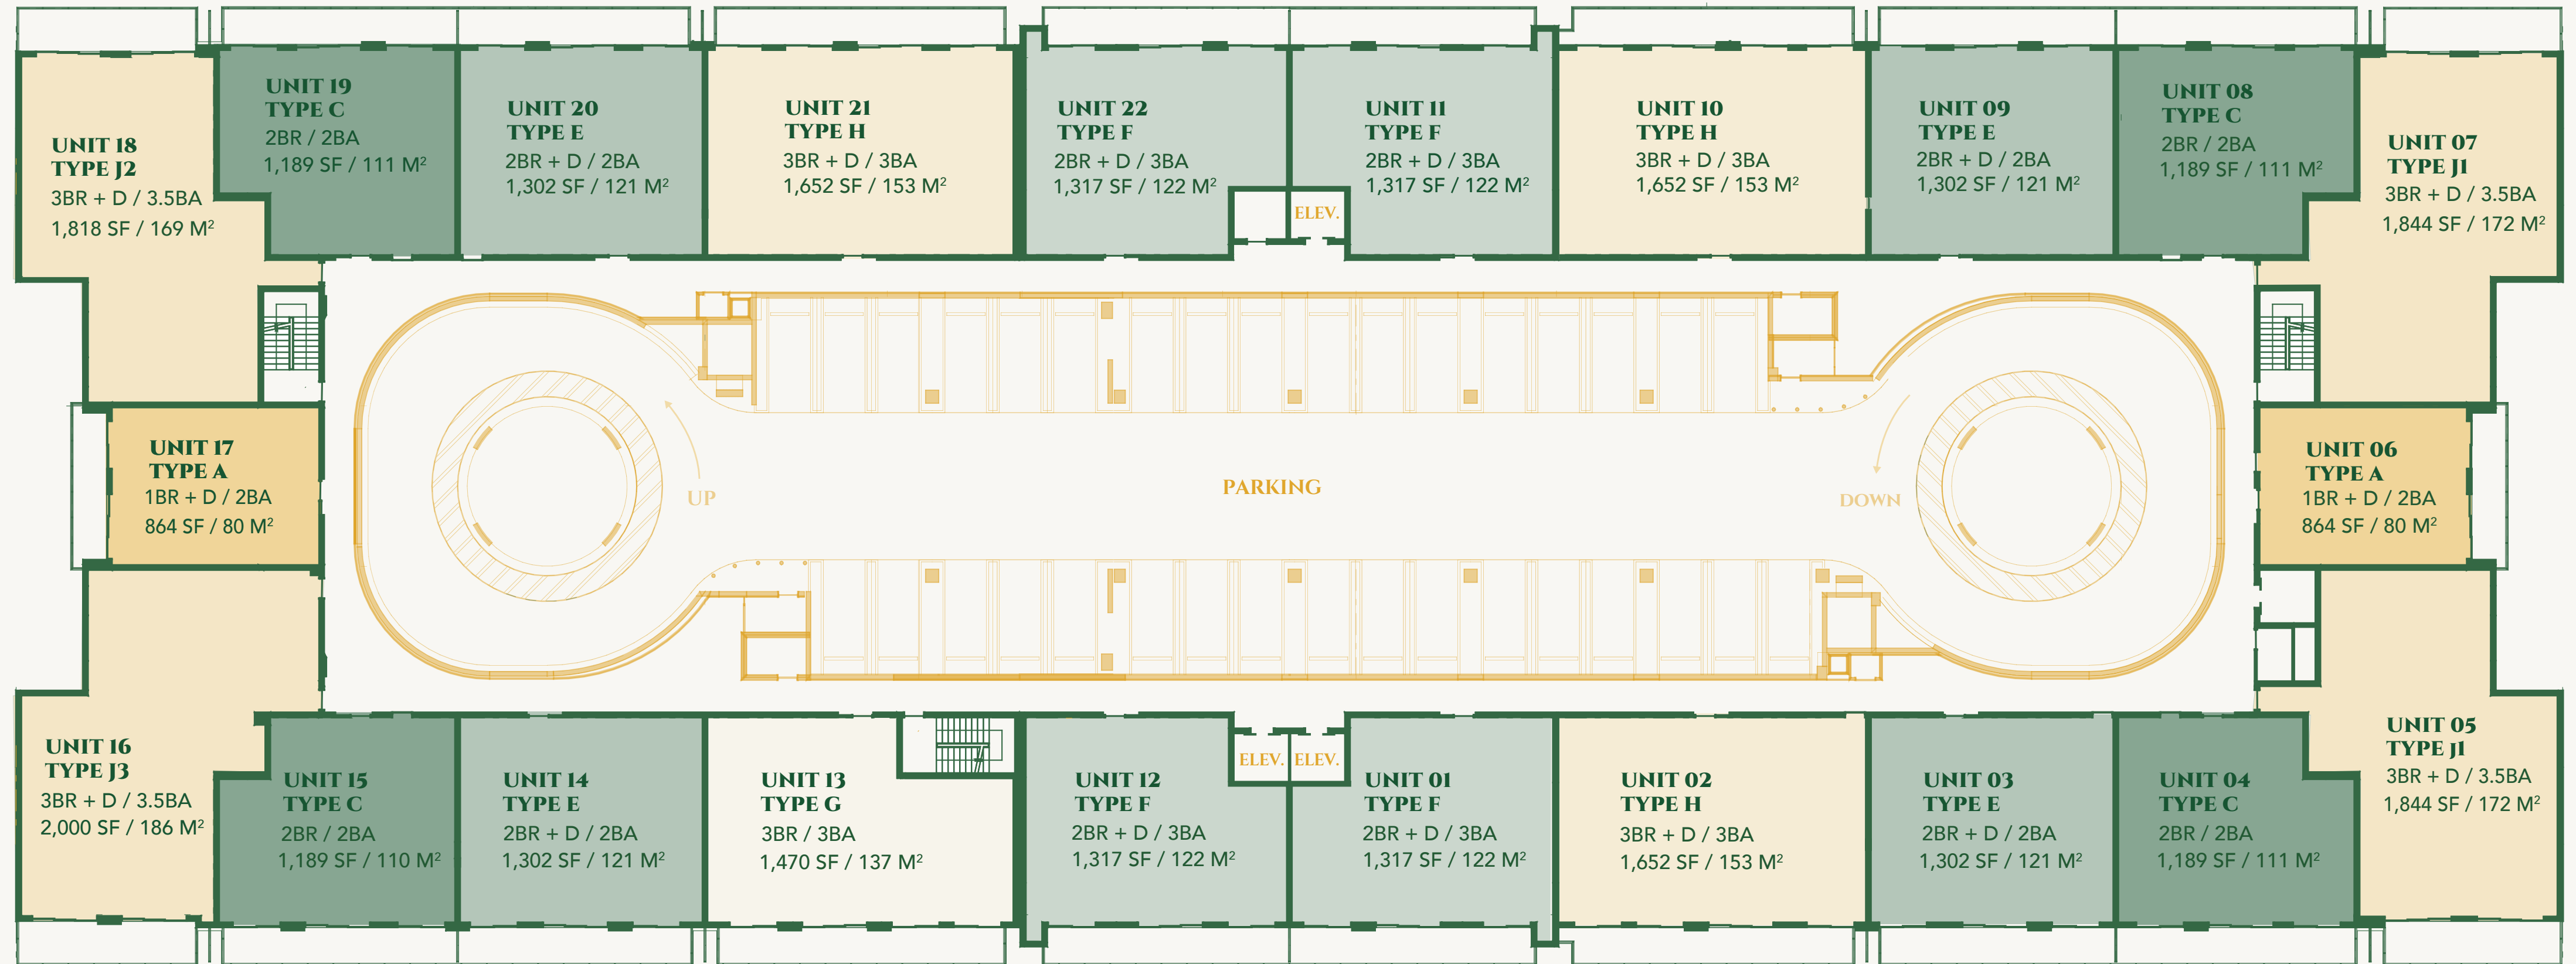 UNIT 18
TYPE J2
3BR + D / 3.5BA
1,818 SF / 169 M²
UNIT 19
TYPE C
2BR / 2BA
1,189 SF / 111 M²
UNIT 20
TYPE E
2BR + D / 2BA
1,302 SF / 121 M²
UNIT 21
TYPE H
3BR + D / 3BA
1,652 SF / 153 M²
UNIT 22
TYPE F
2BR + D / 3BA
1,317 SF / 122 M²
ELEV.
UNIT 11
TYPE F
2BR + D / 3BA
1,317 SF / 122 M²
UNIT 10
TYPE H
3BR + D / 3BA
1,652 SF / 153 M²
UNIT 09
TYPE E
2BR + D / 2BA
1,302 SF / 121 M²
UNIT 08
TYPE C
2BR / 2BA
1,189 SF / 111 M²
UNIT 07
TYPE J1
3BR + D / 3.5BA
1,844 SF / 172 M²
UNIT 17
TYPE A
1BR + D / 2BA
864 SF / 80 M²
UP
PARKING
DOWN
UNIT 06
TYPE A
1BR + D / 2BA
864 SF / 80 M²
UNIT 16
TYPE J3
3BR + D / 3.5BA
2,000 SF / 186 M²
UNIT 15
TYPE C
2BR / 2BA
1,189 SF / 110 M²
UNIT 14
TYPE E
2BR + D / 2BA
1,302 SF / 121 M²
UNIT 13
TYPE G
3BR / 3BA
1,470 SF / 137 M²
UNIT 12
TYPE F
2BR + D / 3BA
1,317 SF / 122 M²
ELEV.
ELEV.
UNIT 01
TYPE F
2BR + D / 3BA
1,317 SF / 122 M²
UNIT 02
TYPE H
3BR + D / 3BA
1,652 SF / 153 M²
UNIT 03
TYPE E
2BR + D / 2BA
1,302 SF / 121 M²
UNIT 04
TYPE C
2BR / 2BA
1,189 SF / 111 M²
UNIT 05
TYPE J1
3BR + D / 3.5BA
1,844 SF / 172 M²